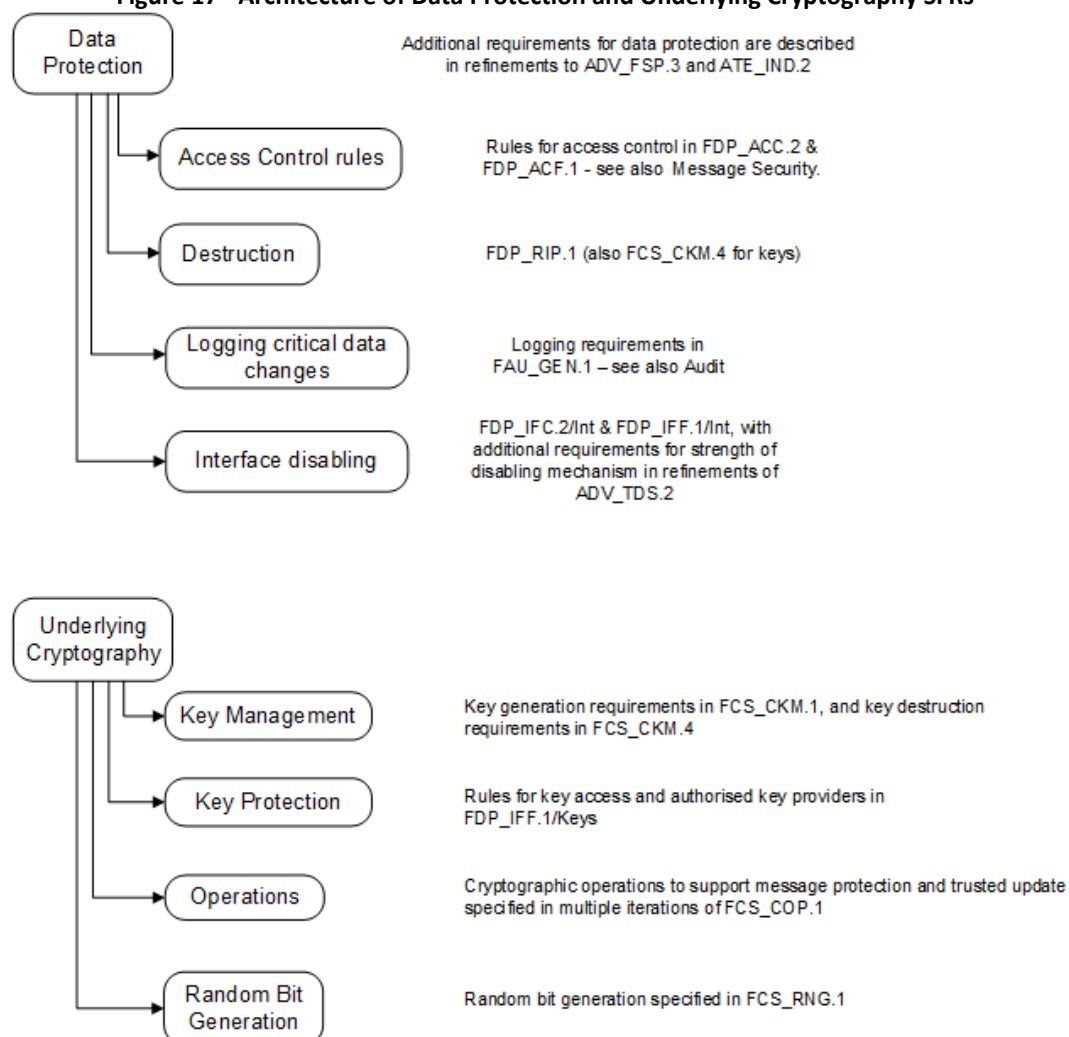 Figure 17 - Architecture of Data Protection and Underlying Cryptography SFRs
Data
Protection
Additional requirements for data protection are described
in refinements to ADV_FSP.3 and ATE_IND.2
Access Control rules
Rules for access control in FDP_ACC.2 &
FDP_ACF.1 - see also Message Security.
Destruction
FDP_RIP.1 (also FCS_CKM.4 for keys)
Logging critical data
changes
Logging requirements in
FAU_GEN.1 – see also Audit
Interface disabling
FDP_IFC.2/Int & FDP_IFF.1/Int, with
additional requirements for strength of
disabling mechanism in refinements of
ADV_TDS.2
Underlying
Cryptography
Key Management
Key generation requirements in FCS_CKM.1, and key destruction
requirements in FCS_CKM.4
Key Protection
Rules for key access and authorised key providers in
FDP_IFF.1/Keys
Operations
Cryptographic operations to support message protection and trusted update
specified in multiple iterations of FCS_COP.1
Random Bit
Generation
Random bit generation specified in FCS_RNG.1